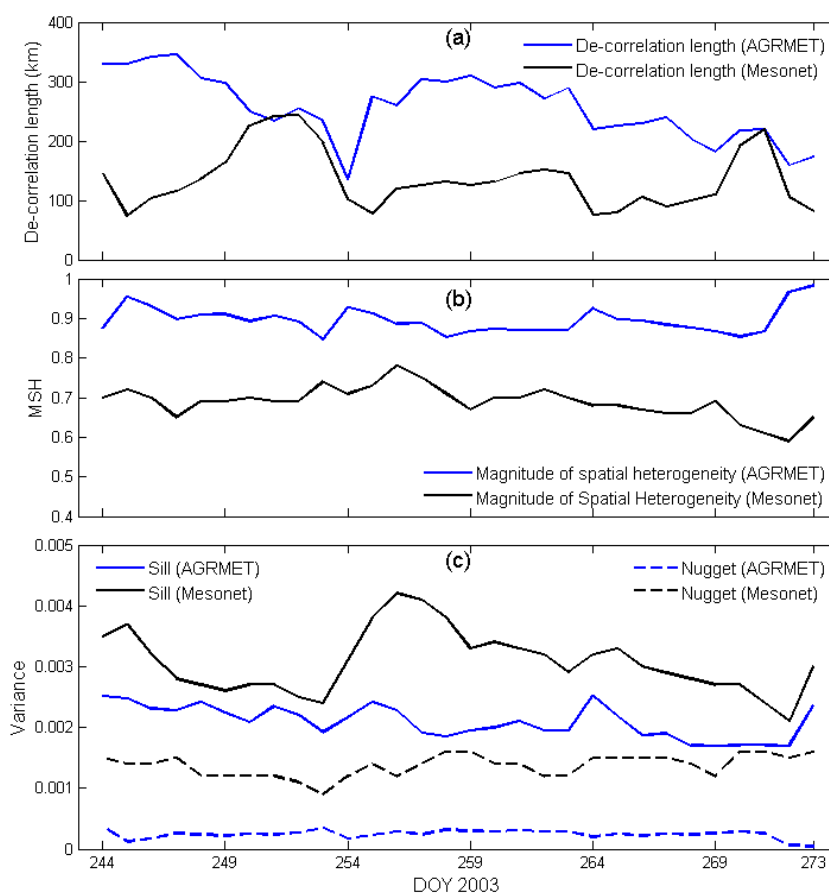 400
(a)
De-correlation length (AGRMET)
De-correlation length (Mesonet)
300
200
100
0
De-correlation length (km)
1
(b)
0.9
0.8
0.7
0.6
0.5
0.4
MSH
Magnitude of spatial heterogeneity (AGRMET)
Magnitude of Spatial Heterogeneity (Mesonet)
0.005
(c)
Sill (AGRMET)
Sill (Mesonet)
Nugget (AGRMET)
Nugget (Mesonet)
0.004
0.003
0.002
0.001
0
Variance
244 249 254 259 264 269 273
DOY 2003